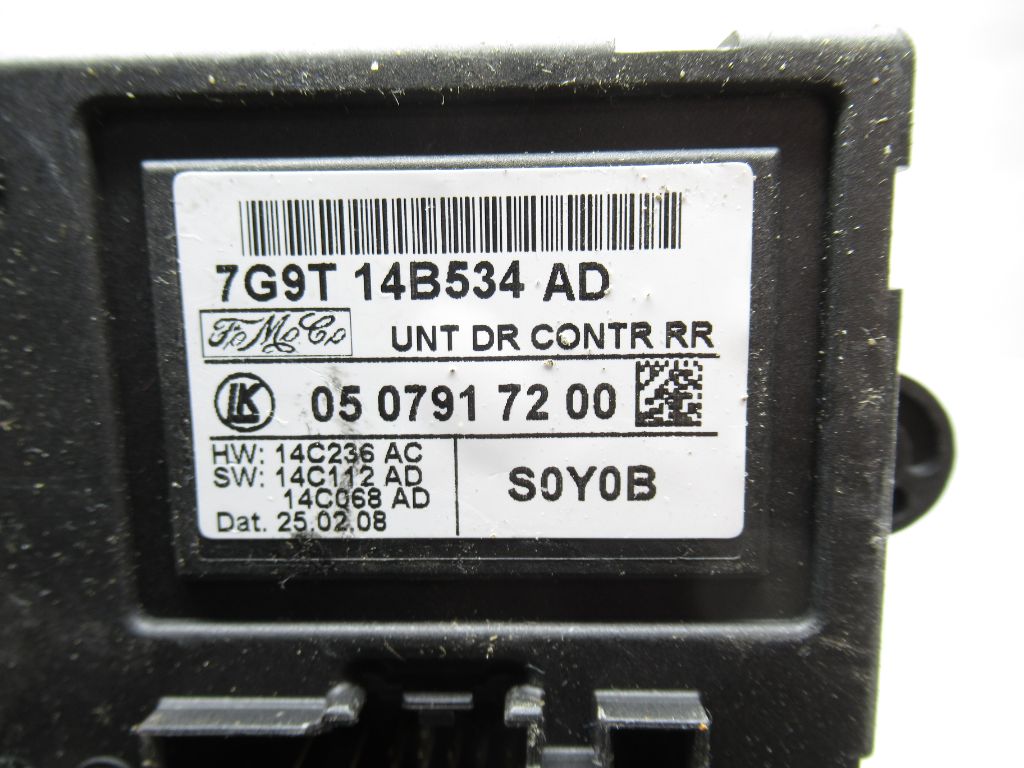 7G9T 14B534 AD
FoMoCo UNT DR CONTR RR
LK 05 0791 72 00
HW: 14C236 AC
SW: 14C112 AD
14C068 AD
Dat. 25.02.08
S0Y0B